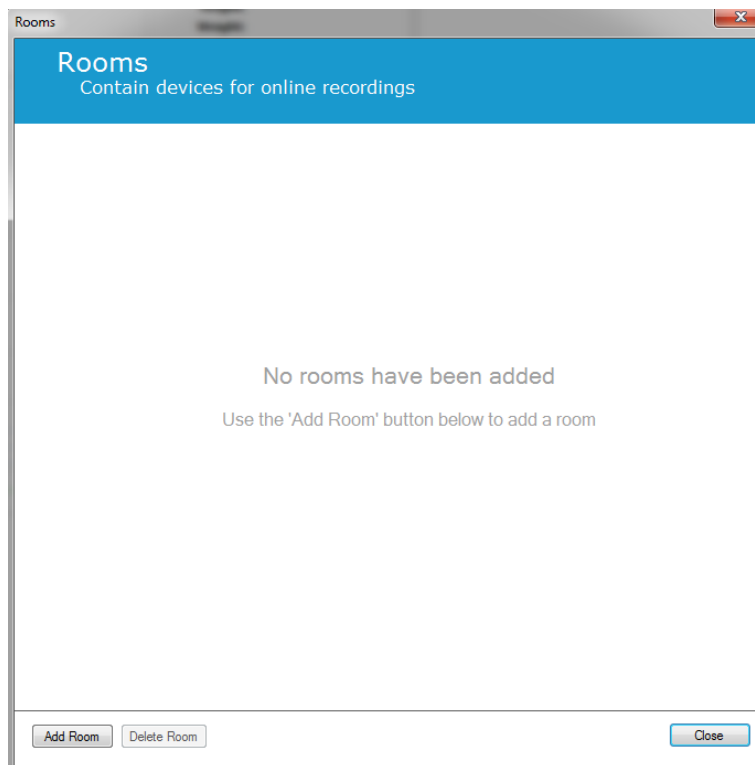 Rooms
Rooms
Contain devices for online recordings
No rooms have been added
Use the 'Add Room' button below to add a room
Add Room
Delete Room
Close